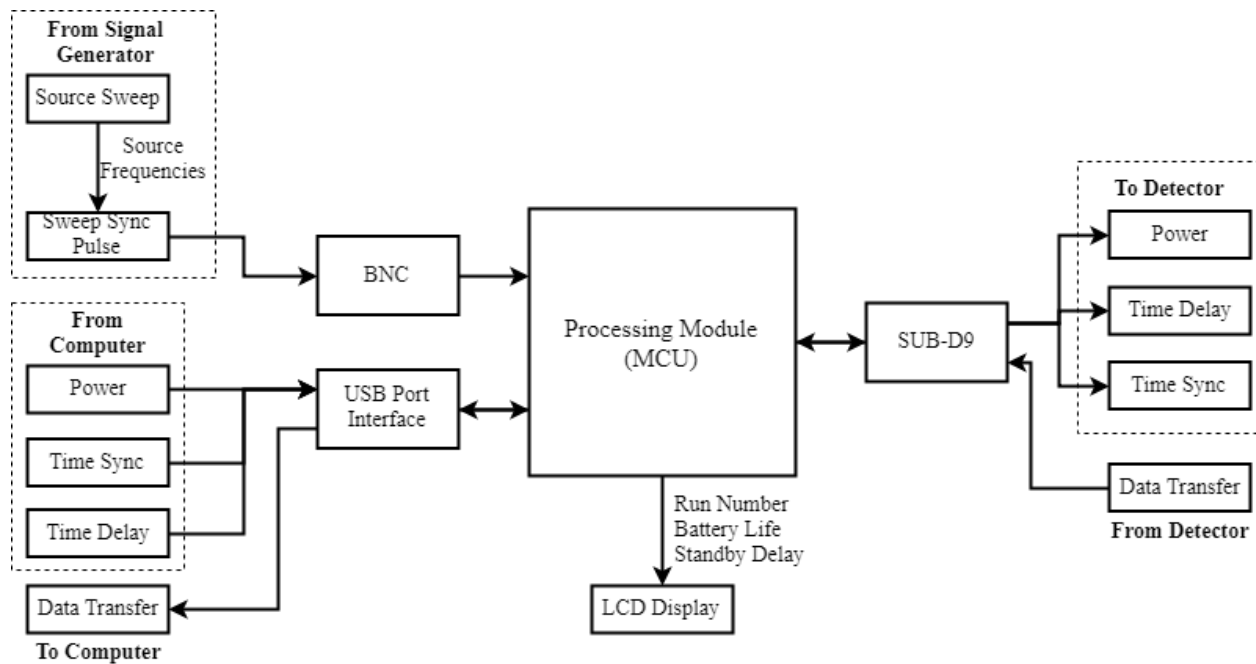 From Signal
Generator
Source Sweep
Source
Frequencies
Sweep Sync
Pulse
BNC
From
Computer
Power
Time Sync
Time Delay
USB Port
Interface
Data Transfer
To Computer
Processing Module
(MCU)
Run Number
Battery Life
Standby Delay
LCD Display
SUB-D9
To Detector
Power
Time Delay
Time Sync
Data Transfer
From Detector